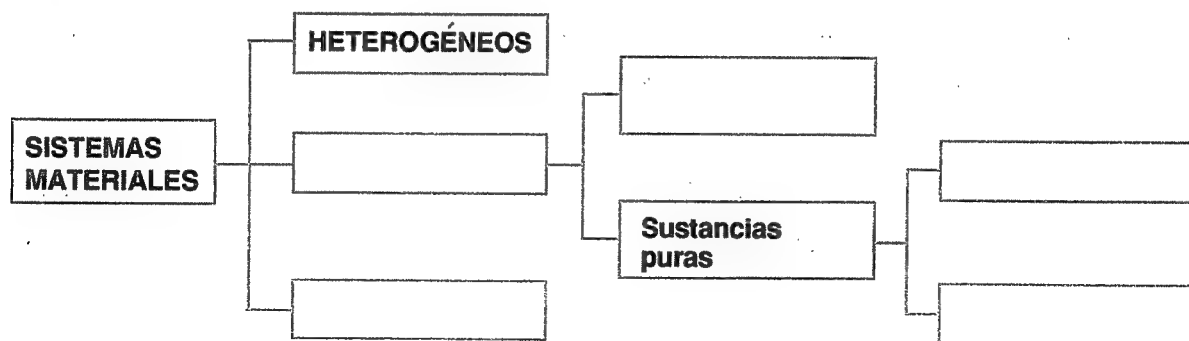 HETEROGÉNEOS
SISTEMAS
MATERIALES
Sustancias
puras